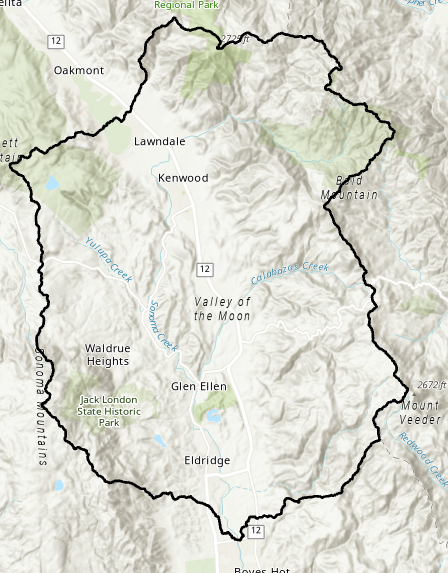 Regional Park
2729 ft
12
Oakmont
Lawndale
Kenwood
Bald
Mountain
Yulupa Creek
12
Calabazas Creek
Valley of
the Moon
Sonoma Creek
Waldrue
Heights
Sonoma Mountains
Glen Ellen
2672 ft
Mount
Veeder
Jack London
State Historic
Park
Redwood Creek
Eldridge
12
Boyes Hot